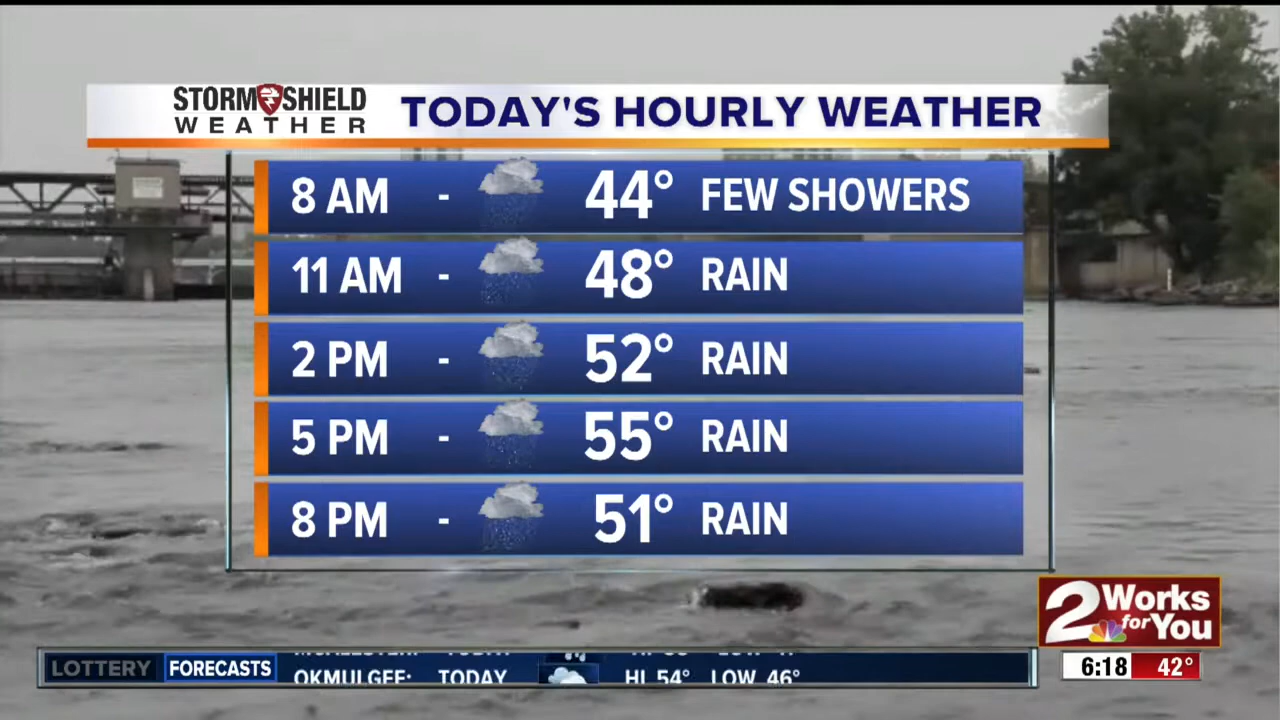 STORM SHIELD
WEATHER
TODAY'S HOURLY WEATHER
8 AM - 44° FEW SHOWERS
11 AM - 48° RAIN
2 PM - 52° RAIN
5 PM - 55° RAIN
8 PM - 51° RAIN
2 Works for You
LOTTERY FORECASTS
OKMULGEE: TODAY HI 54° LOW 46°
6:18 42°